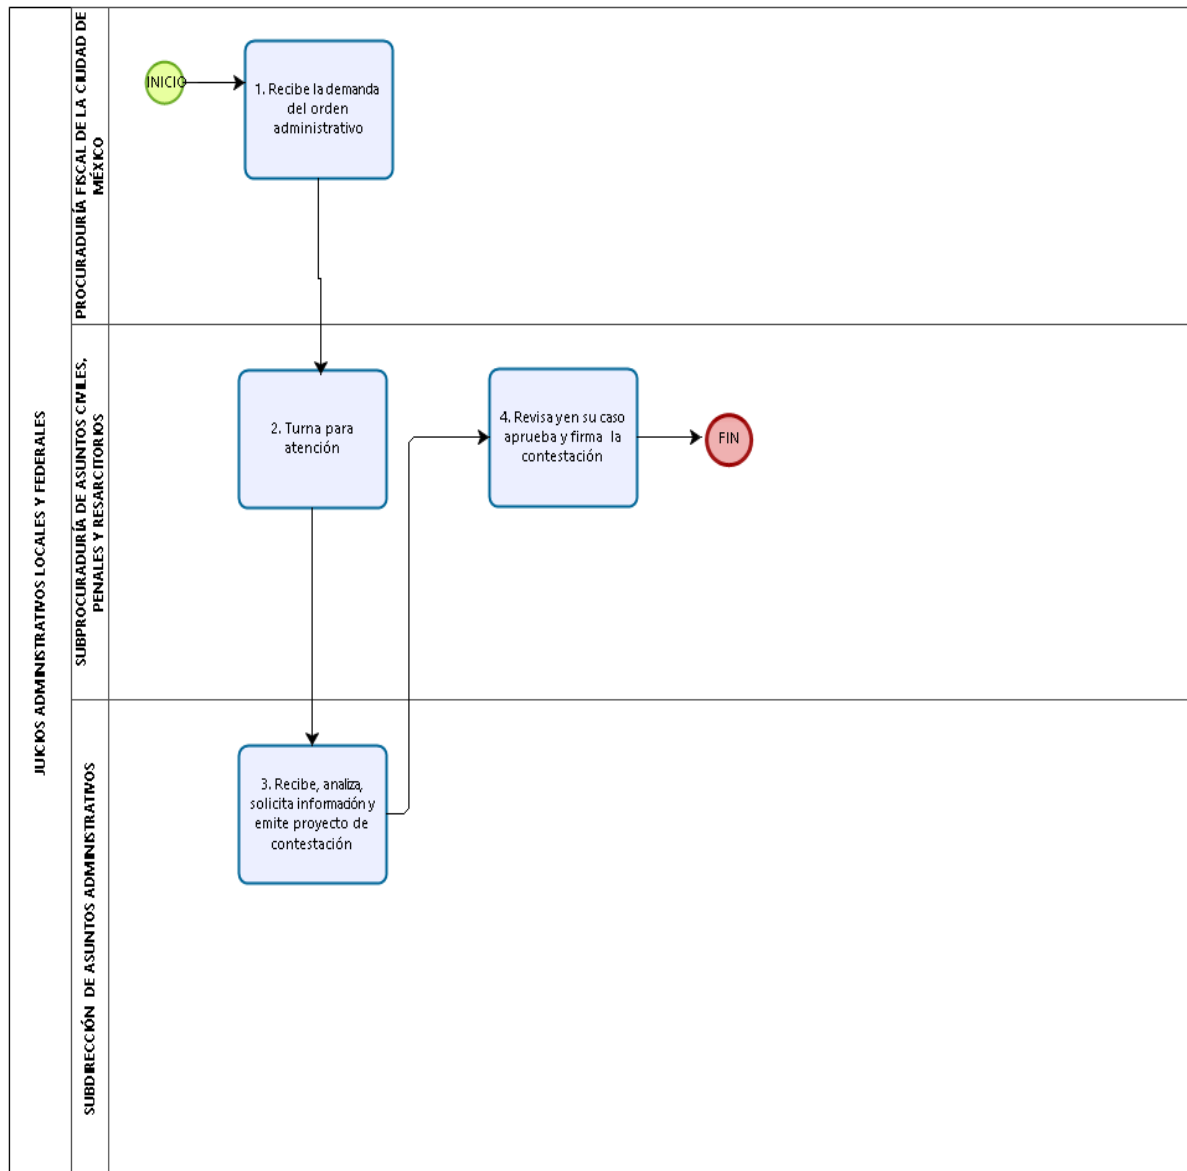 JUICIOS ADMINISTRATIVOS LOCALES Y FEDERALES
PROCURADURÍA FISCAL DE LA CIUDAD DE
MÉXICO
INICIO
1. Recibe la demanda
del orden
administrativo
SUBPROCURADURÍA DE ASUNTOS CIVILES,
PENALES Y RESARCITORIOS
2. Turna para
atención
4. Revisa y en su caso
aprueba y firma la
contestación
FIN
SUBDIRECCIÓN DE ASUNTOS ADMINISTRATIVOS
3. Recibe, analiza,
solicita información y
emite proyecto de
contestación